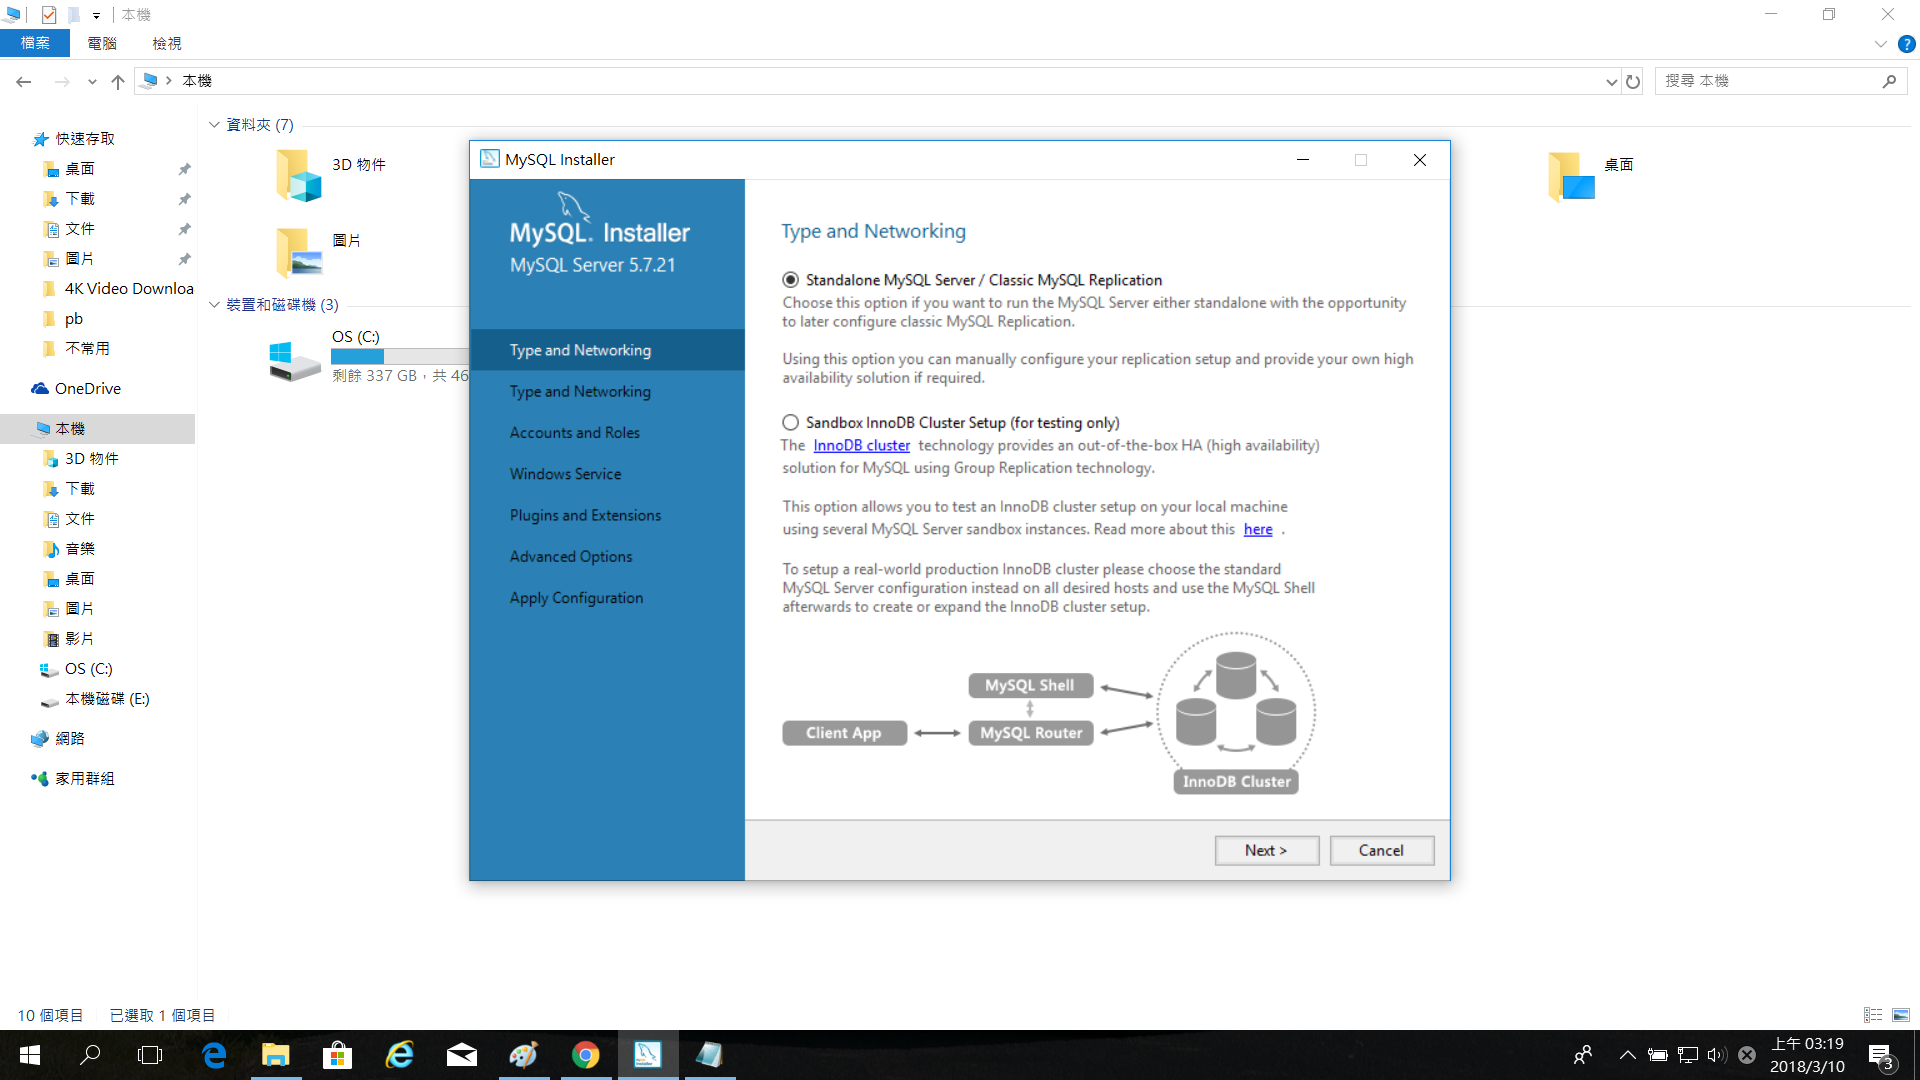 本機
檔案 電腦 檢視
本機
搜尋 本機
快速存取
桌面
下載
文件
圖片
4K Video Downloa
pb
不常用
OneDrive
本機
3D 物件
下載
文件
音樂
桌面
圖片
影片
OS (C:)
本機磁碟 (E:)
網路
家用群組
資料夾 (7)
3D 物件
圖片
桌面
裝置和磁碟機 (3)
OS (C:)
剩餘 337 GB，共 46
MySQL Installer
MySQL. Installer
MySQL Server 5.7.21
Type and Networking
Type and Networking
Accounts and Roles
Windows Service
Plugins and Extensions
Advanced Options
Apply Configuration
Type and Networking
Standalone MySQL Server / Classic MySQL Replication
Choose this option if you want to run the MySQL Server either standalone with the opportunity
to later configure classic MySQL Replication.
Using this option you can manually configure your replication setup and provide your own high
availability solution if required.
Sandbox InnoDB Cluster Setup (for testing only)
The InnoDB cluster technology provides an out-of-the-box HA (high availability)
solution for MySQL using Group Replication technology.
This option allows you to test an InnoDB cluster setup on your local machine
using several MySQL Server sandbox instances. Read more about this here .
To setup a real-world production InnoDB cluster please choose the standard
MySQL Server configuration instead on all desired hosts and use the MySQL Shell
afterwards to create or expand the InnoDB cluster setup.
MySQL Shell
Client App
MySQL Router
InnoDB Cluster
Next >
Cancel
10 個項目 已選取 1 個項目
上午 03:19
2018/3/10
3